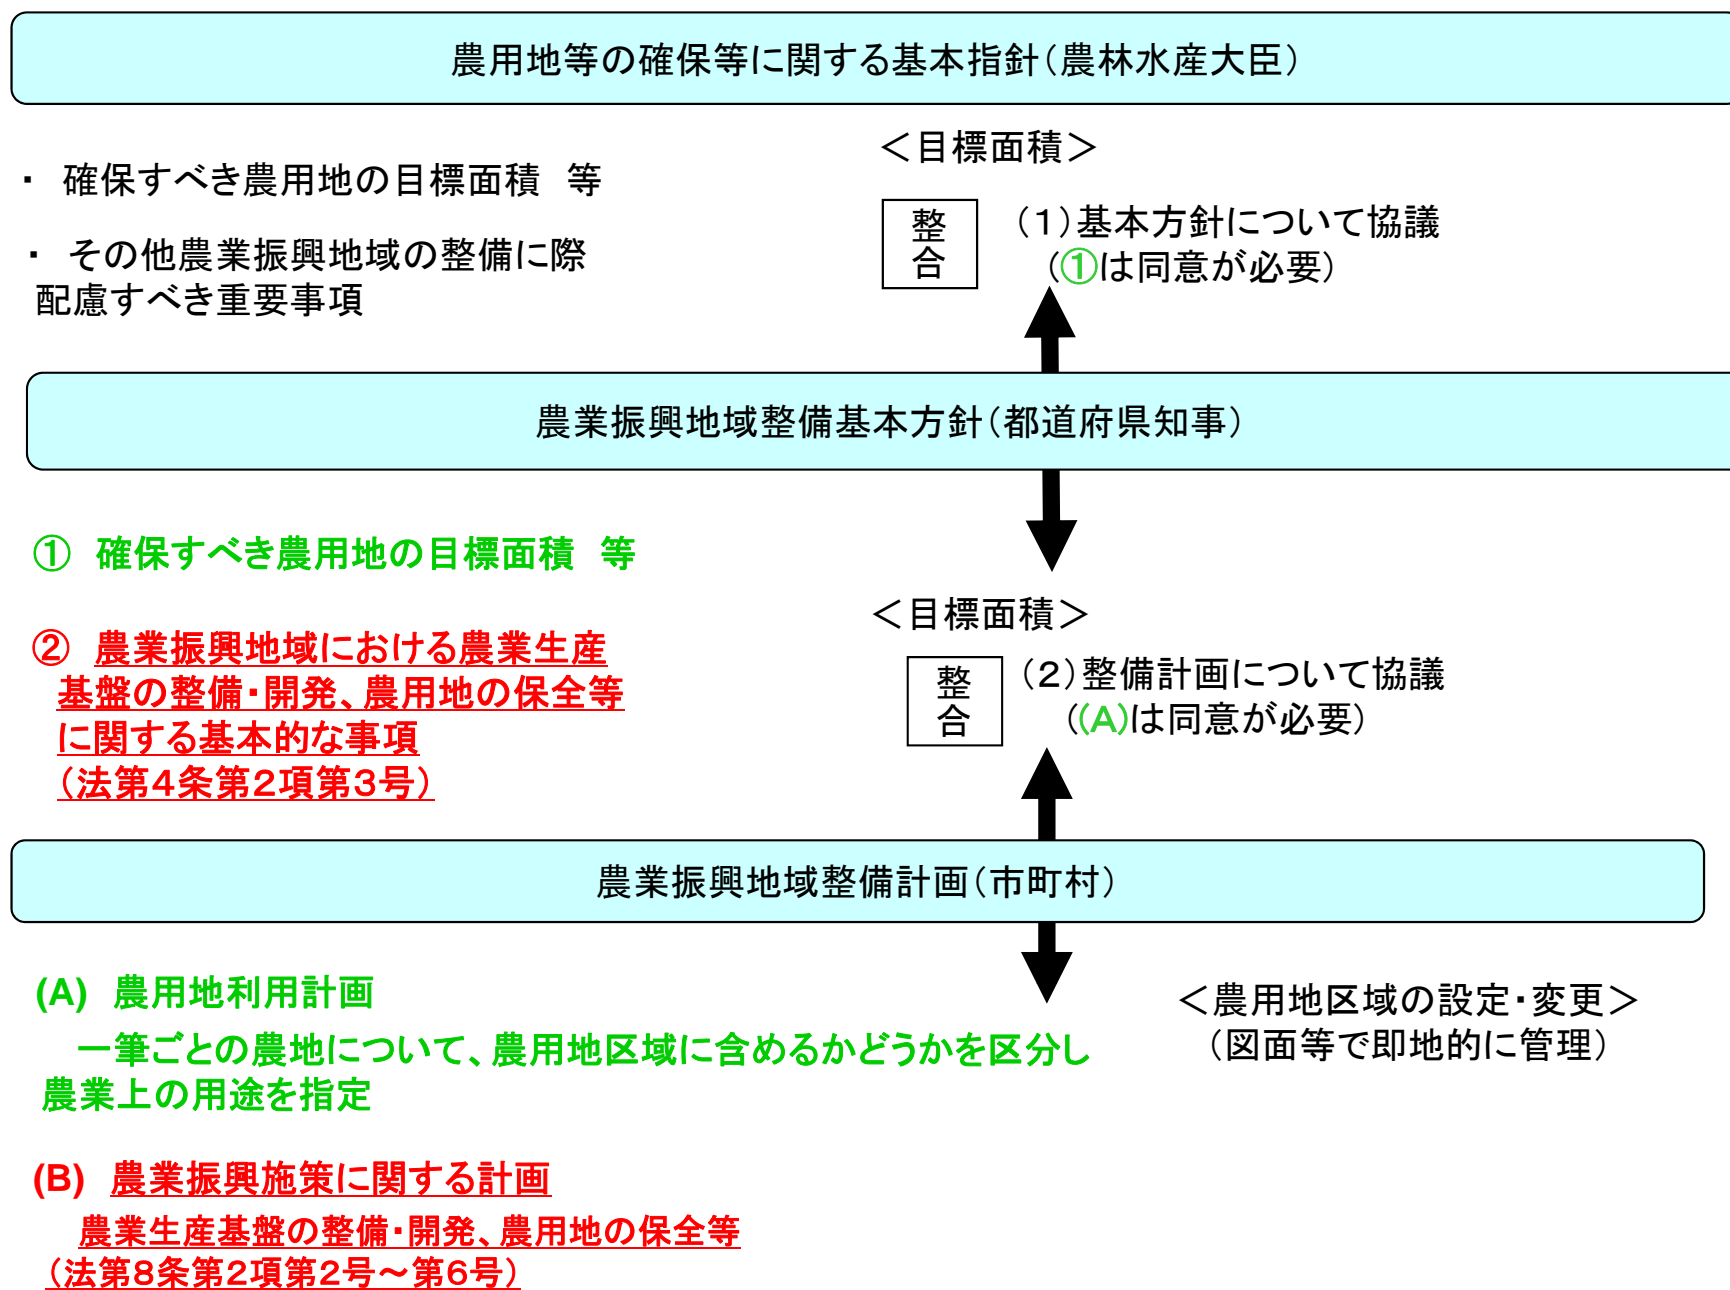 農用地等の確保等に関する基本指針(農林水産大臣)
・ 確保すべき農用地の目標面積 等
・ その他農業振興地域の整備に際
配慮すべき重要事項
＜目標面積＞
整合
(1)基本方針について協議
(①は同意が必要)
農業振興地域整備基本方針(都道府県知事)
① 確保すべき農用地の目標面積 等
② 農業振興地域における農業生産
基盤の整備・開発、農用地の保全等
に関する基本的な事項
(法第4条第2項第3号)
＜目標面積＞
整合
(2)整備計画について協議
((A)は同意が必要)
農業振興地域整備計画(市町村)
(A) 農用地利用計画
一筆ごとの農地について、農用地区域に含めるかどうかを区分し
農業上の用途を指定
＜農用地区域の設定・変更＞
(図面等で即地的に管理)
(B) 農業振興施策に関する計画
農業生産基盤の整備・開発、農用地の保全等
(法第8条第2項第2号～第6号)